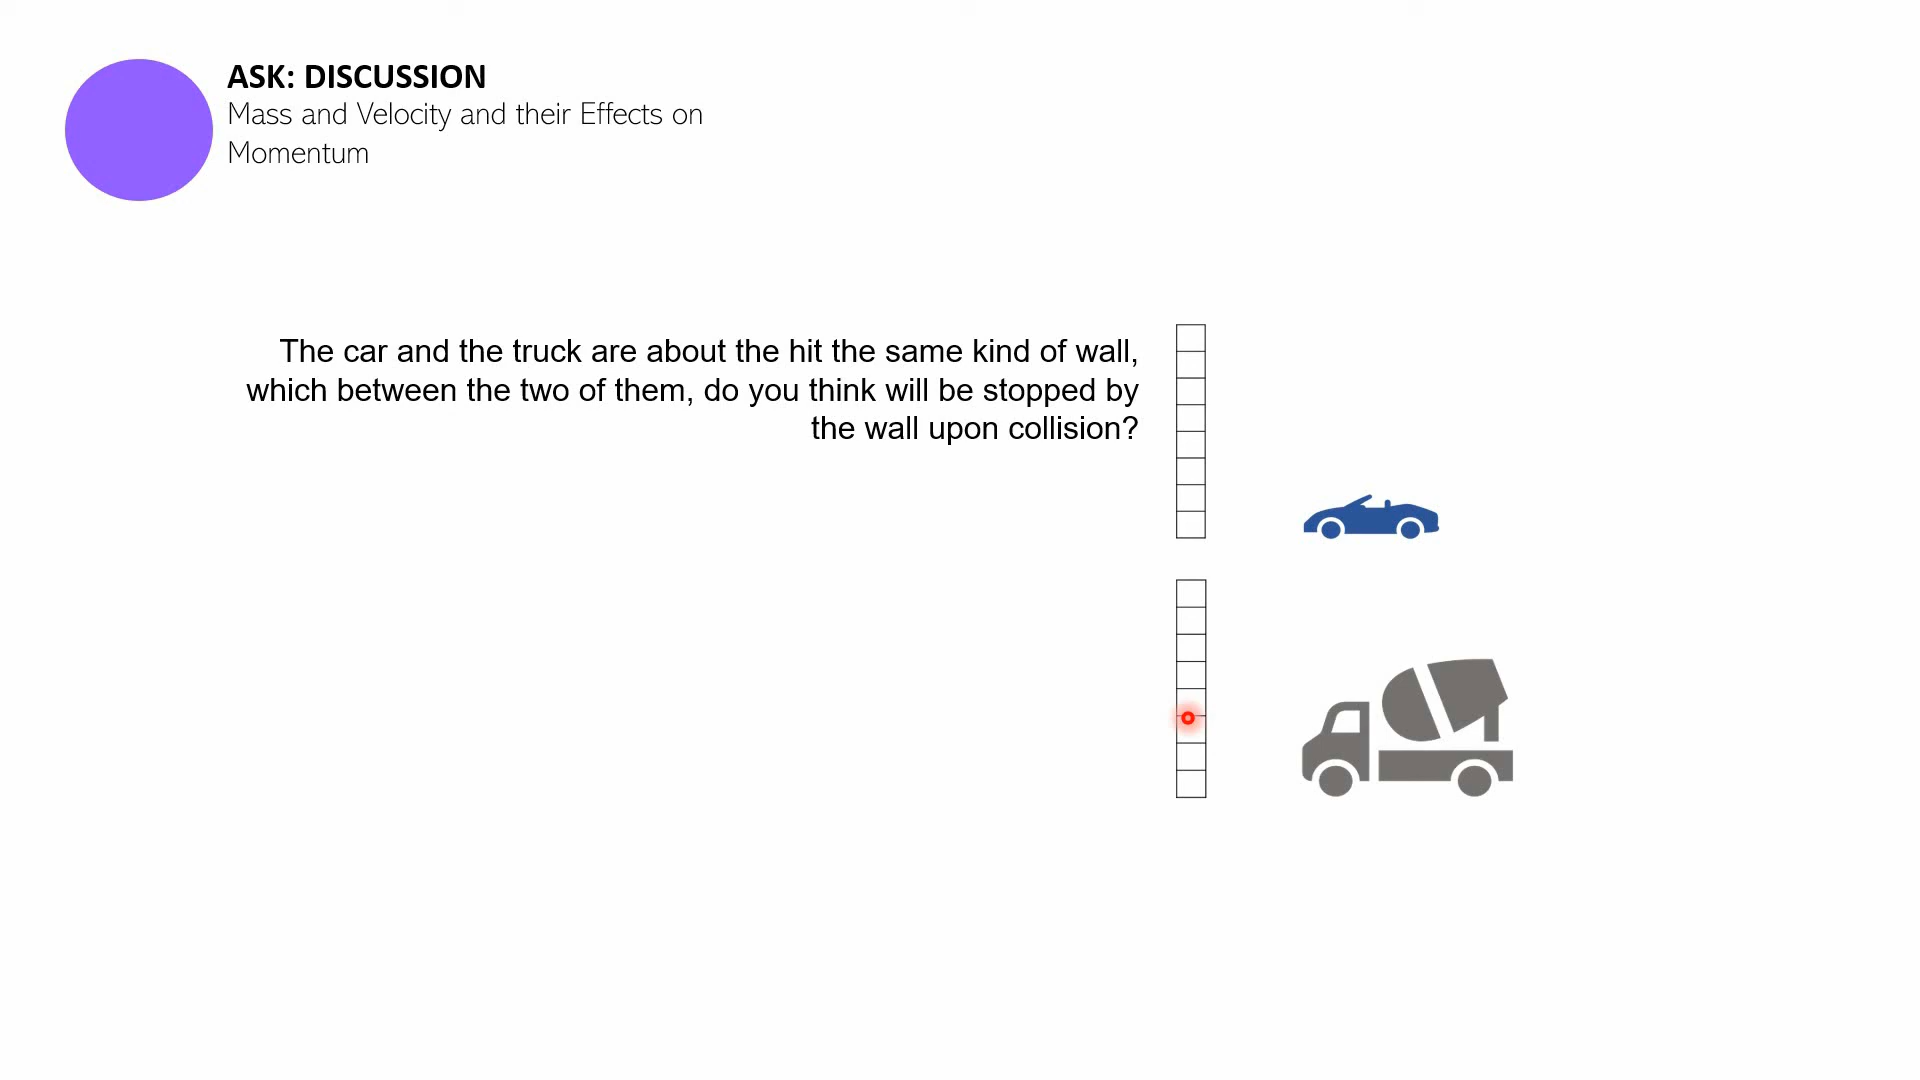 ASK: DISCUSSION
Mass and Velocity and their Effects on
Momentum
The car and the truck are about the hit the same kind of wall,
which between the two of them, do you think will be stopped by
the wall upon collision?